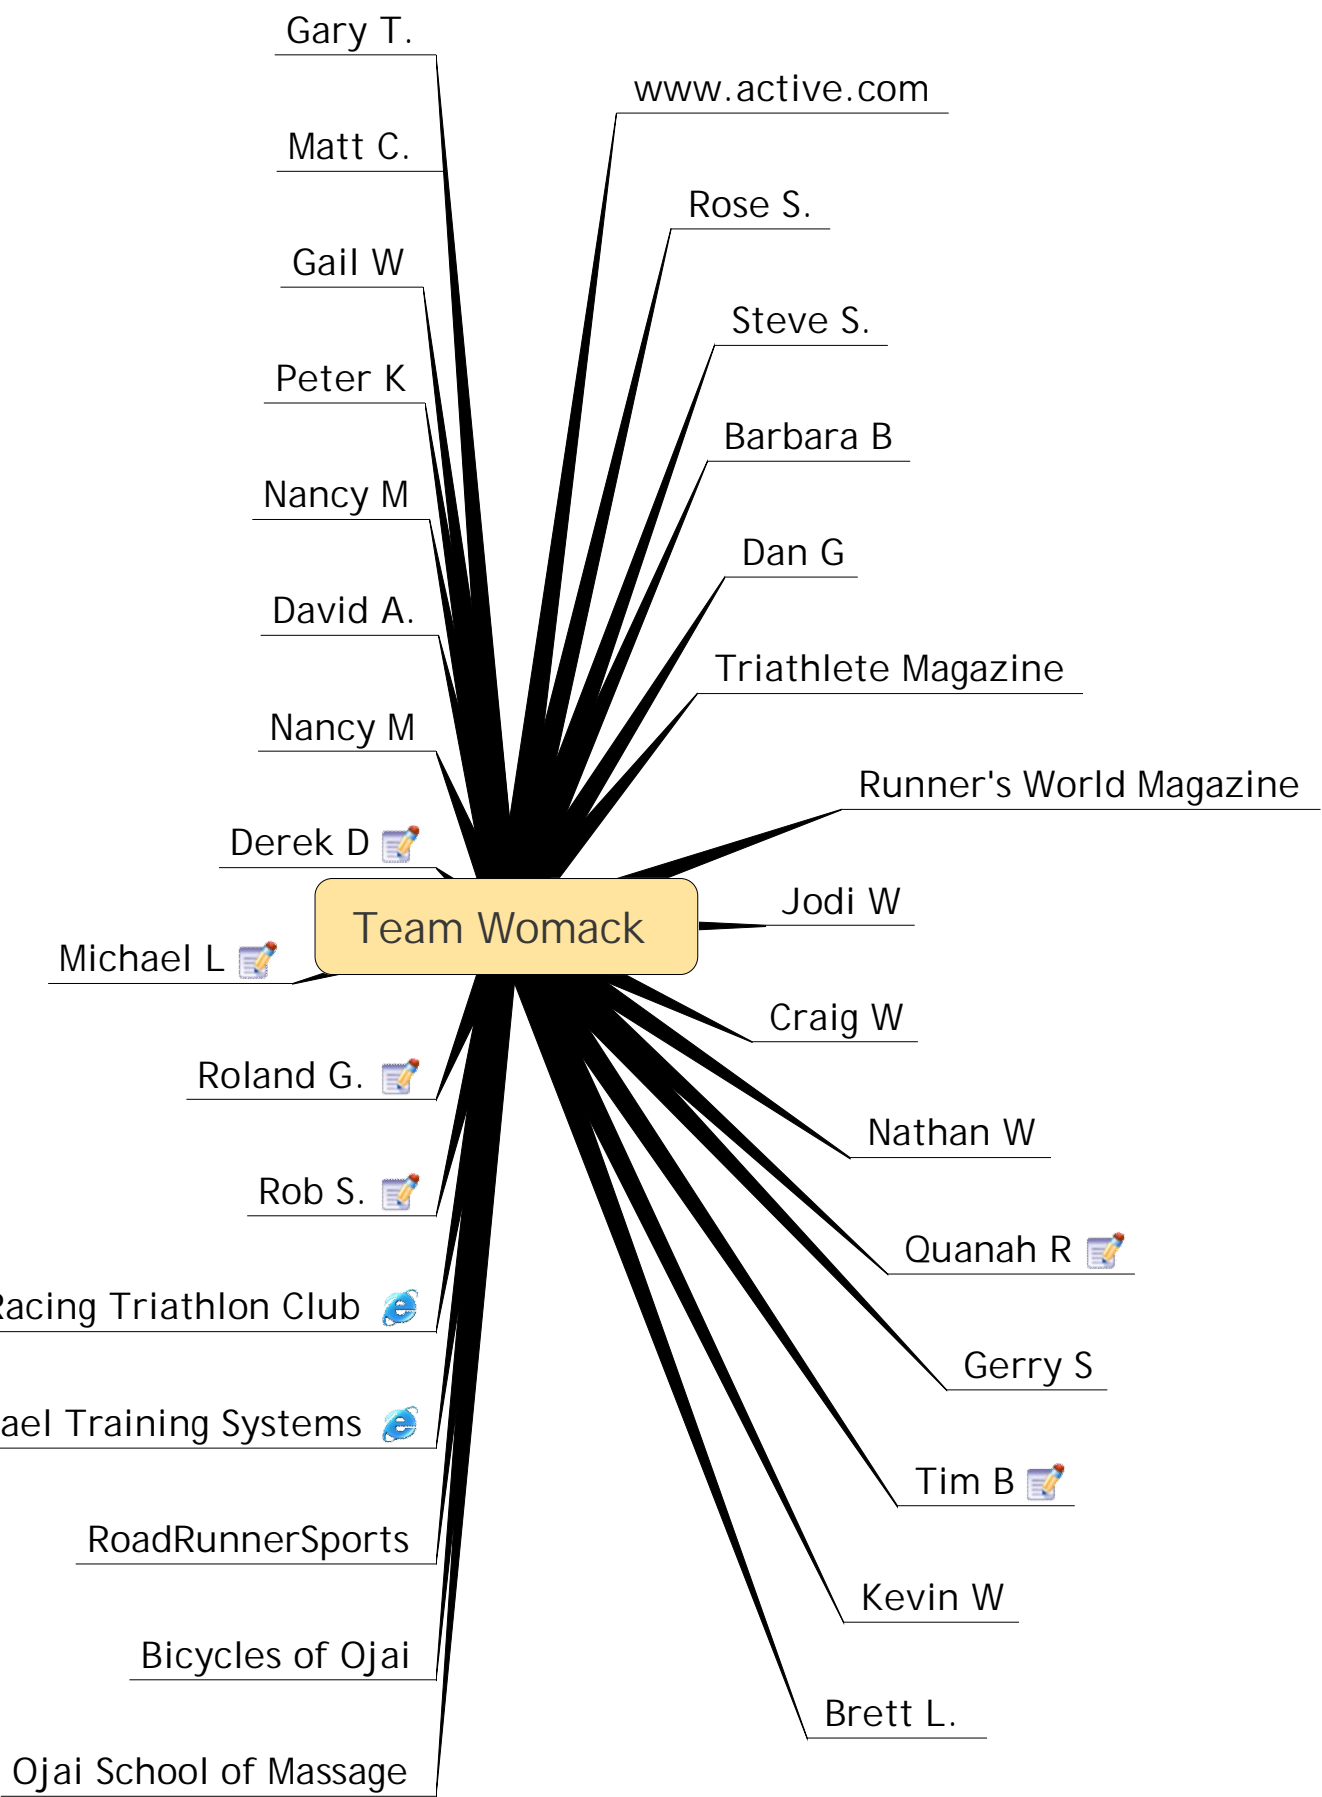 Gary T.
Matt C.
Gail W
Peter K
Nancy M
David A.
Nancy M
Derek D
Michael L
Roland G.
Rob S.
Racing Triathlon Club
Training Systems
RoadRunnerSports
Bicycles of Ojai
Ojai School of Massage
Team Womack
www.active.com
Rose S.
Steve S.
Barbara B
Dan G
Triathlete Magazine
Runner's World Magazine
Jodi W
Craig W
Nathan W
Quanah R
Gerry S
Tim B
Kevin W
Brett L.